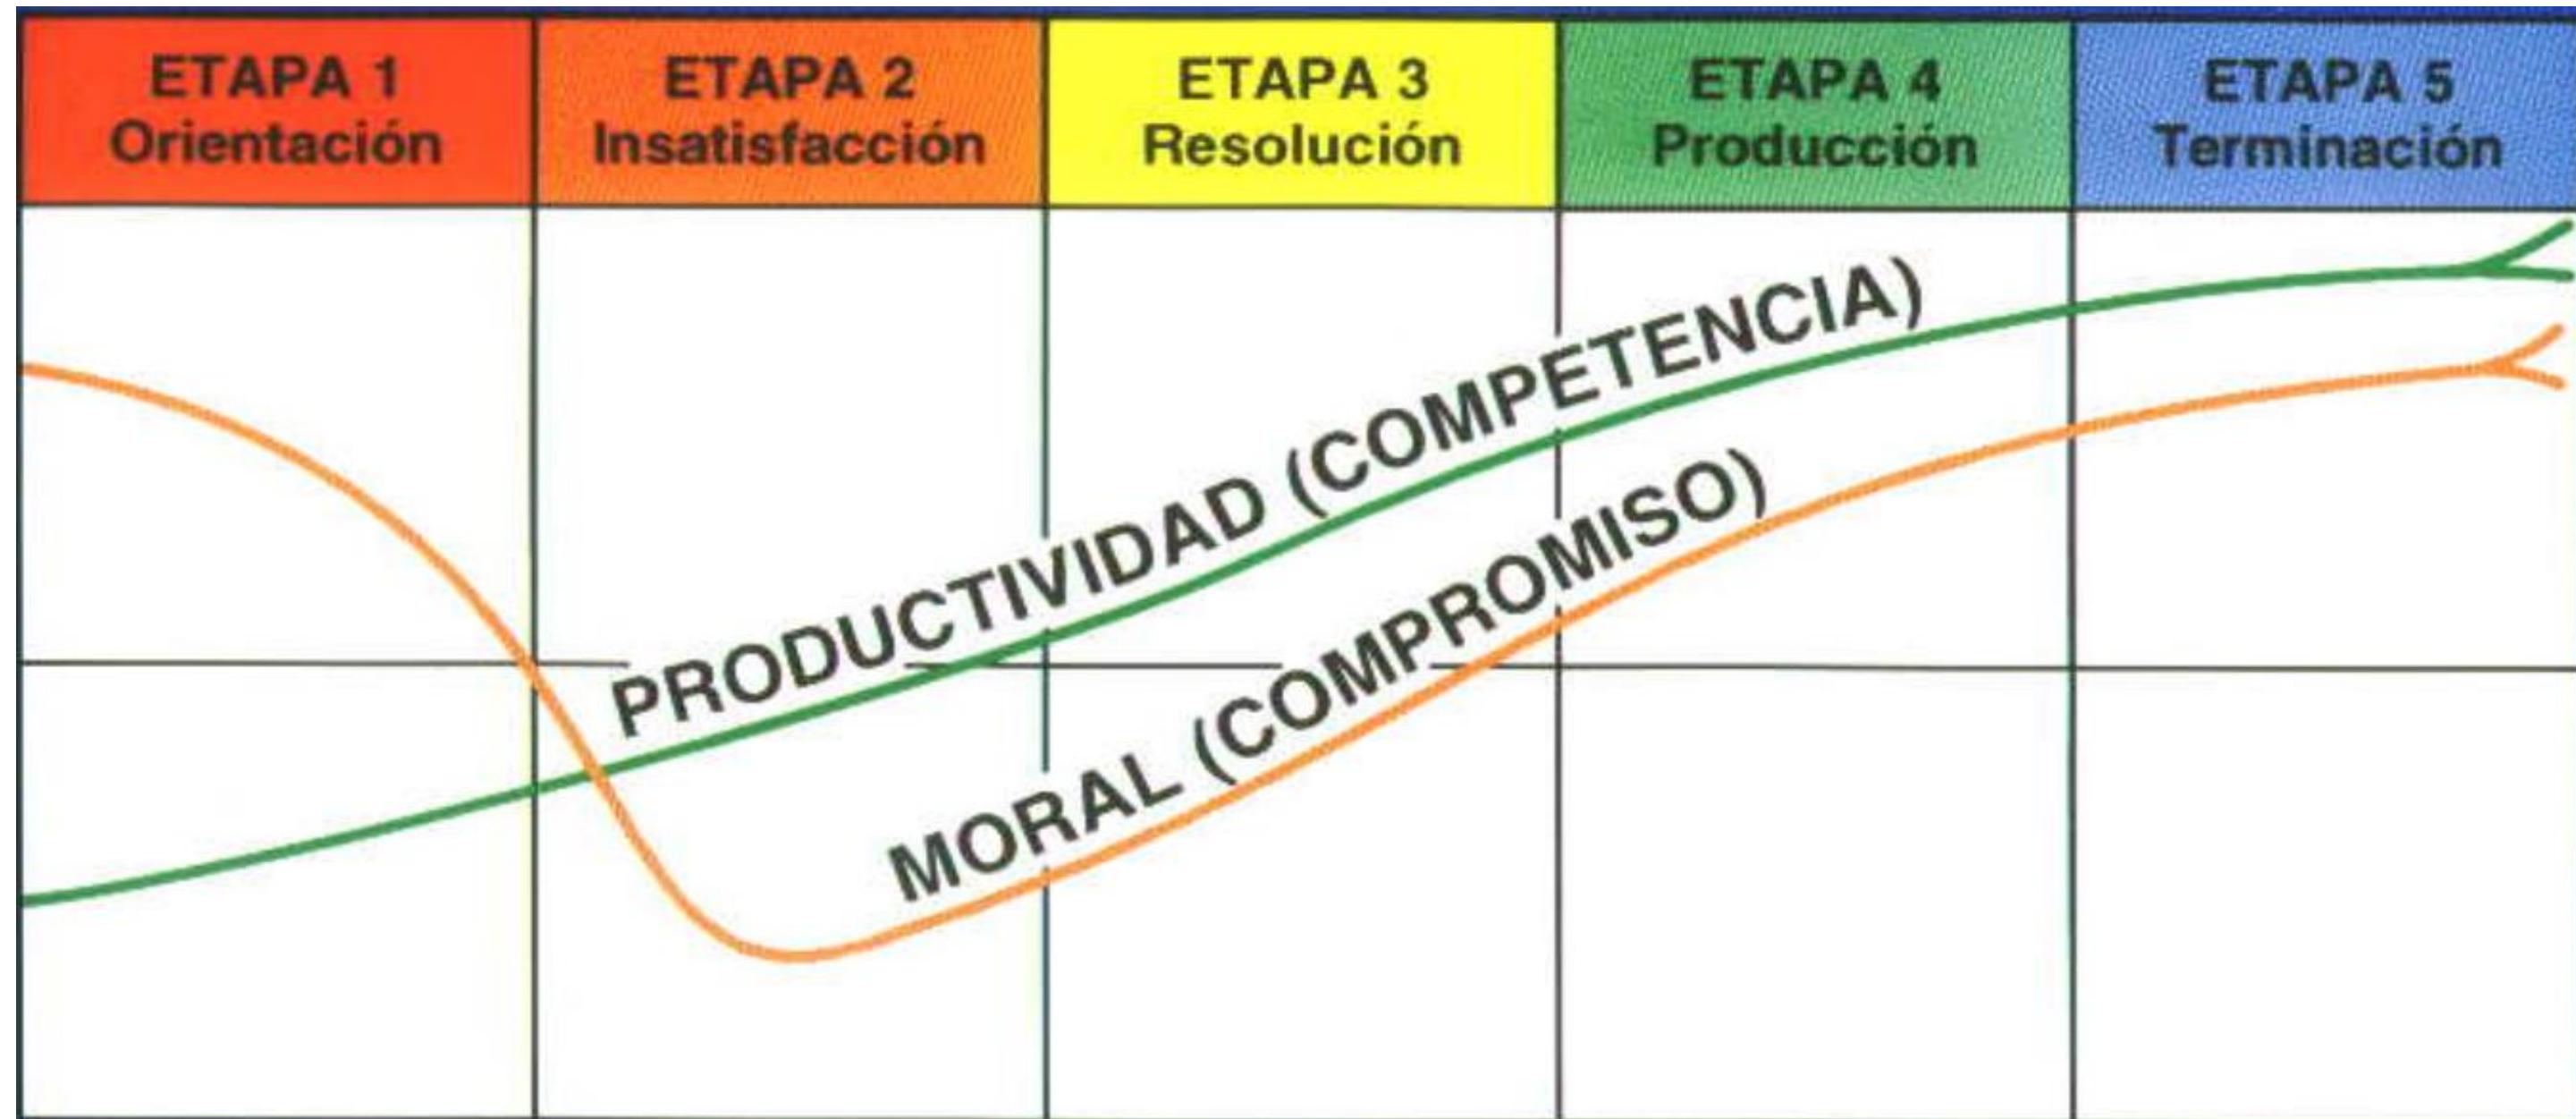 ETAPA 1
Orientación
ETAPA 2
Insatisfacción
ETAPA 3
Resolución
ETAPA 4
Producción
ETAPA 5
Terminación
PRODUCTIVIDAD (COMPETENCIA)
MORAL (COMPROMISO)